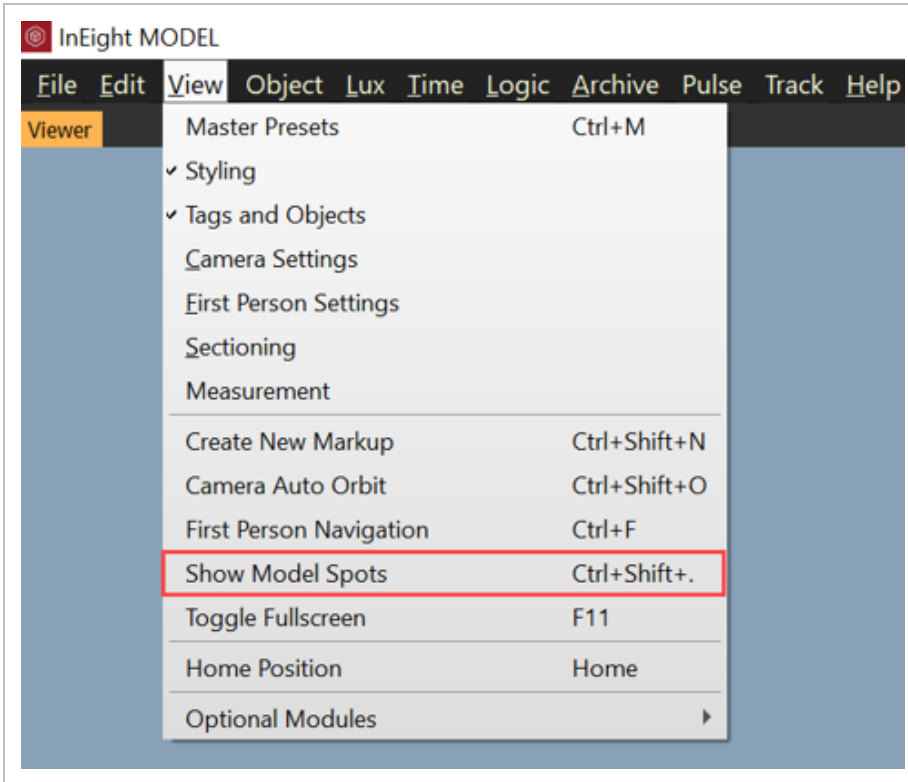 InEight MODEL
File Edit View Object Lux Time Logic Archive Pulse Track Help
Viewer
Master Presets Ctrl+M
Styling
Tags and Objects
Camera Settings
First Person Settings
Sectioning
Measurement
Create New Markup Ctrl+Shift+N
Camera Auto Orbit Ctrl+Shift+O
First Person Navigation Ctrl+F
Show Model Spots Ctrl+Shift+.
Toggle Fullscreen F11
Home Position Home
Optional Modules